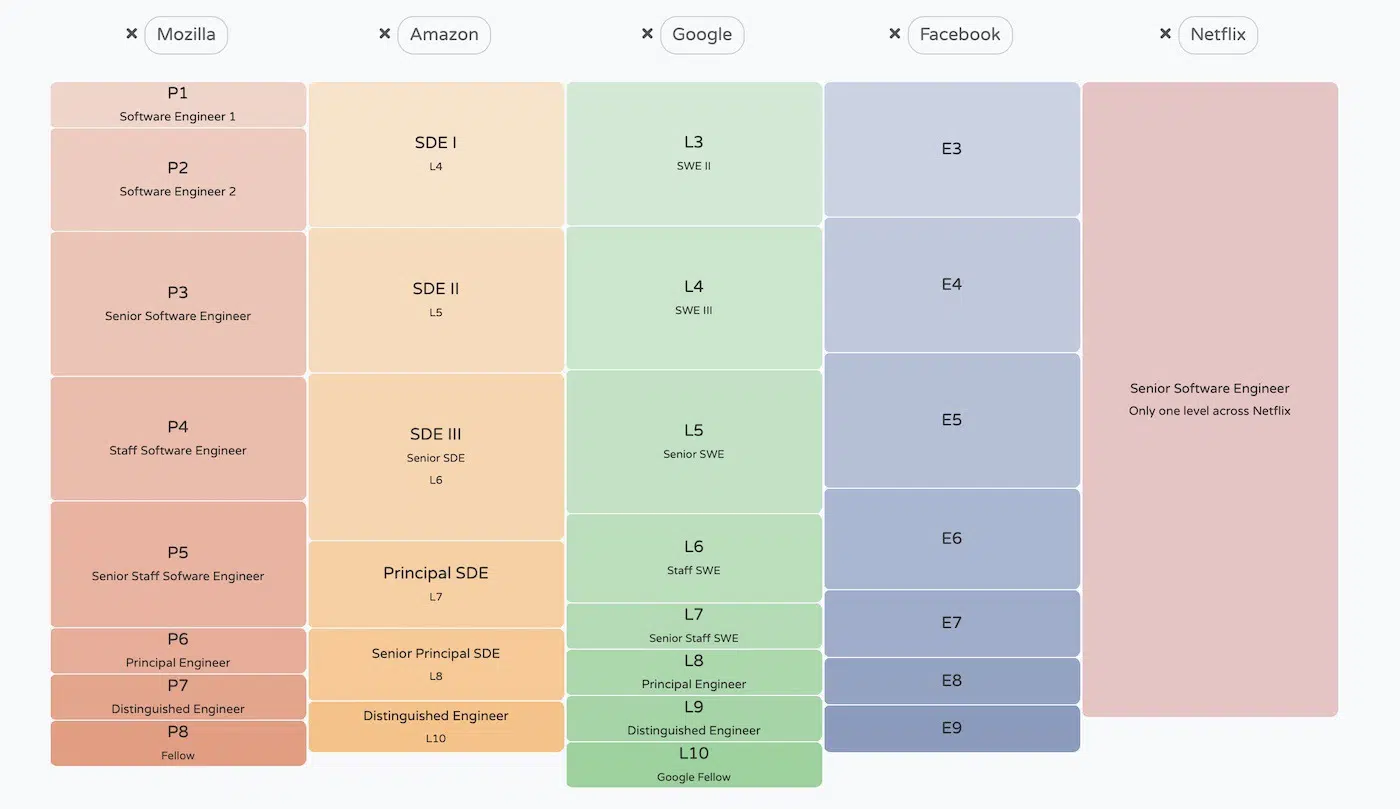 × Mozilla
× Amazon
× Google
× Facebook
× Netflix
P1
Software Engineer 1
P2
Software Engineer 2
P3
Senior Software Engineer
P4
Staff Software Engineer
P5
Senior Staff Sofware Engineer
P6
Principal Engineer
P7
Distinguished Engineer
P8
Fellow
SDE I
L4
SDE II
L5
SDE III
Senior SDE
L6
Principal SDE
L7
Senior Principal SDE
L8
Distinguished Engineer
L10
L3
SWE II
L4
SWE III
L5
Senior SWE
L6
Staff SWE
L7
Senior Staff SWE
L8
Principal Engineer
L9
Distinguished Engineer
L10
Google Fellow
E3
E4
E5
E6
E7
E8
E9
Senior Software Engineer
Only one level across Netflix